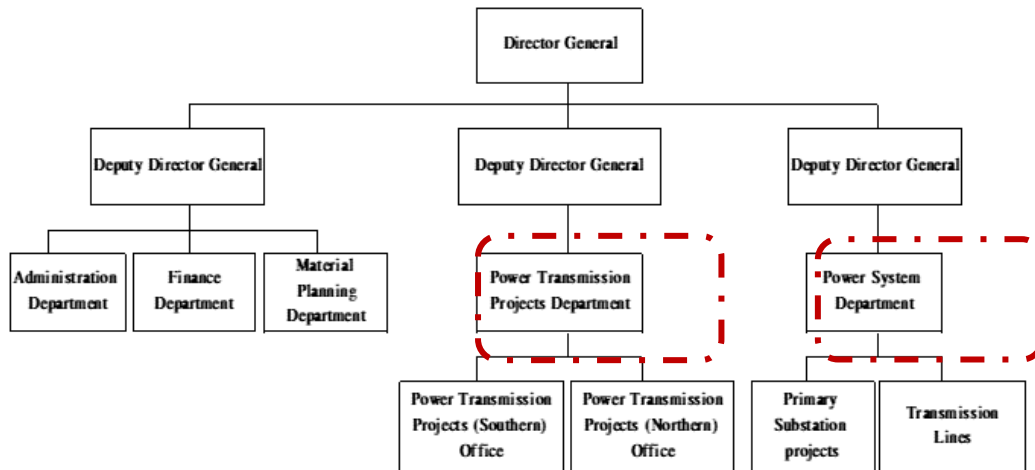 Director General
Deputy Director General
Deputy Director General
Deputy Director General
Administration
Department
Finance
Department
Material
Planning
Department
Power Transmission
Projects Department
Power System
Department
Power Transmission
Projects (Southern)
Office
Power Transmission
Projects (Northern)
Office
Primary
Substation
projects
Transmission
Lines